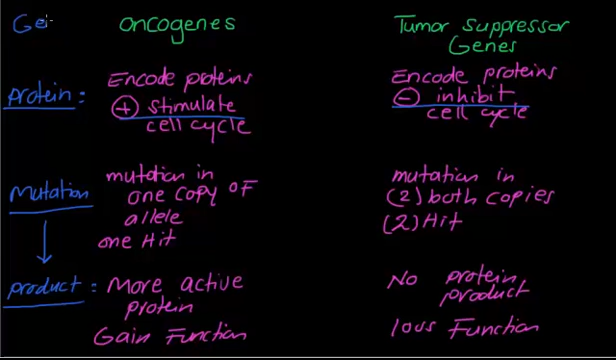 Ge
oncogenes
Tumor Suppressor
Genes
protein :
Encode proteins
+ stimulate
cell cycle
Encode proteins
- inhibit
cell cycle
Mutation
mutation in
one copy of
allele
one Hit
mutation in
(2) both copies
(2) Hit
product :
More active
protein
Gain Function
No protein
product
lous Function